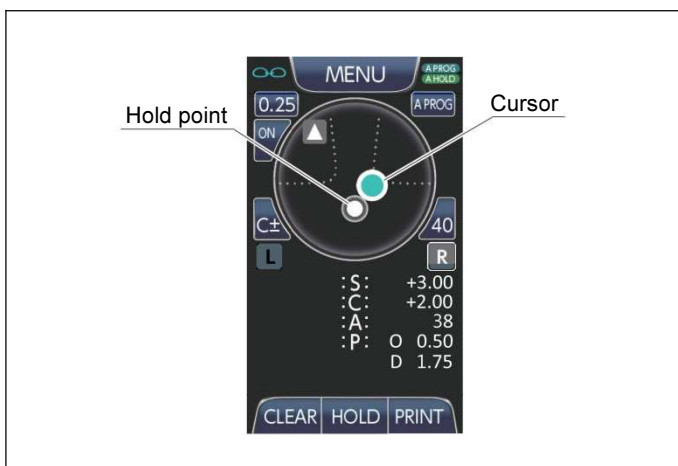 MENU
A PROG
A HOLD
0.25
A PROG
Hold point
Cursor
ON
C±
40
L
R
:S: +3.00
:C: +2.00
:A: 38
:P: O 0.50
D 1.75
CLEAR HOLD PRINT